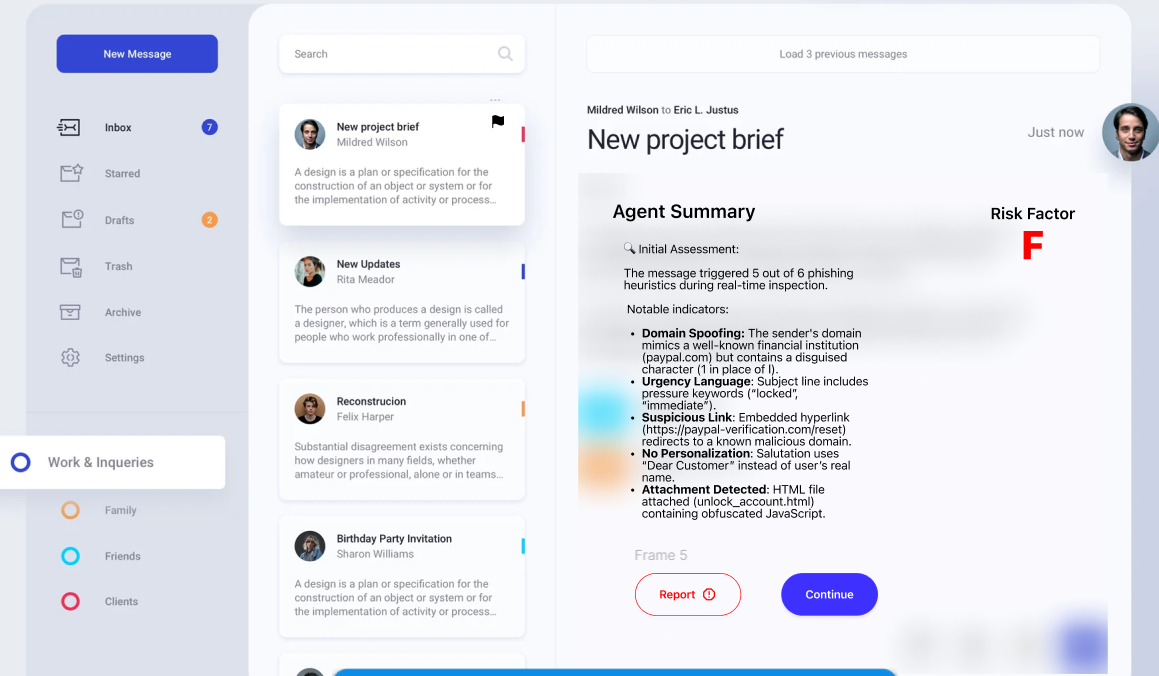 New Message
Inbox
7
Starred
Drafts
2
Trash
Archive
Settings
Work & Inqueries
Family
Friends
Clients
Search
New project brief
Mildred Wilson
A design is a plan or specification for the
construction of an object or system or for
the implementation of activity or process...
New Updates
Rita Meador
The person who produces a design is called
a designer, which is a term generally used for
people who work professionally in one of...
Reconstrucion
Felix Harper
Substantial disagreement exists concerning
how designers in many fields, whether
amateur or professional, alone or in teams...
Birthday Party Invitation
Sharon Williams
A design is a plan or specification for the
construction of an object or system or for
the implementation of activity or process...
Load 3 previous messages
Mildred Wilson to Eric L. Justus
New project brief
Just now
Agent Summary
Risk Factor
F
🔍 Initial Assessment:
The message triggered 5 out of 6 phishing
heuristics during real-time inspection.
Notable indicators:
• Domain Spoofing: The sender's domain
mimics a well-known financial institution
(paypal.com) but contains a disguised
character (1 in place of l).
• Urgency Language: Subject line includes
pressure keywords (“locked”,
“immediate”).
• Suspicious Link: Embedded hyperlink
(https://paypal-verification.com/reset)
redirects to a known malicious domain.
• No Personalization: Salutation uses
“Dear Customer” instead of user’s real
name.
• Attachment Detected: HTML file
attached (unlock_account.html)
containing obfuscated JavaScript.
Frame 5
Report
Continue